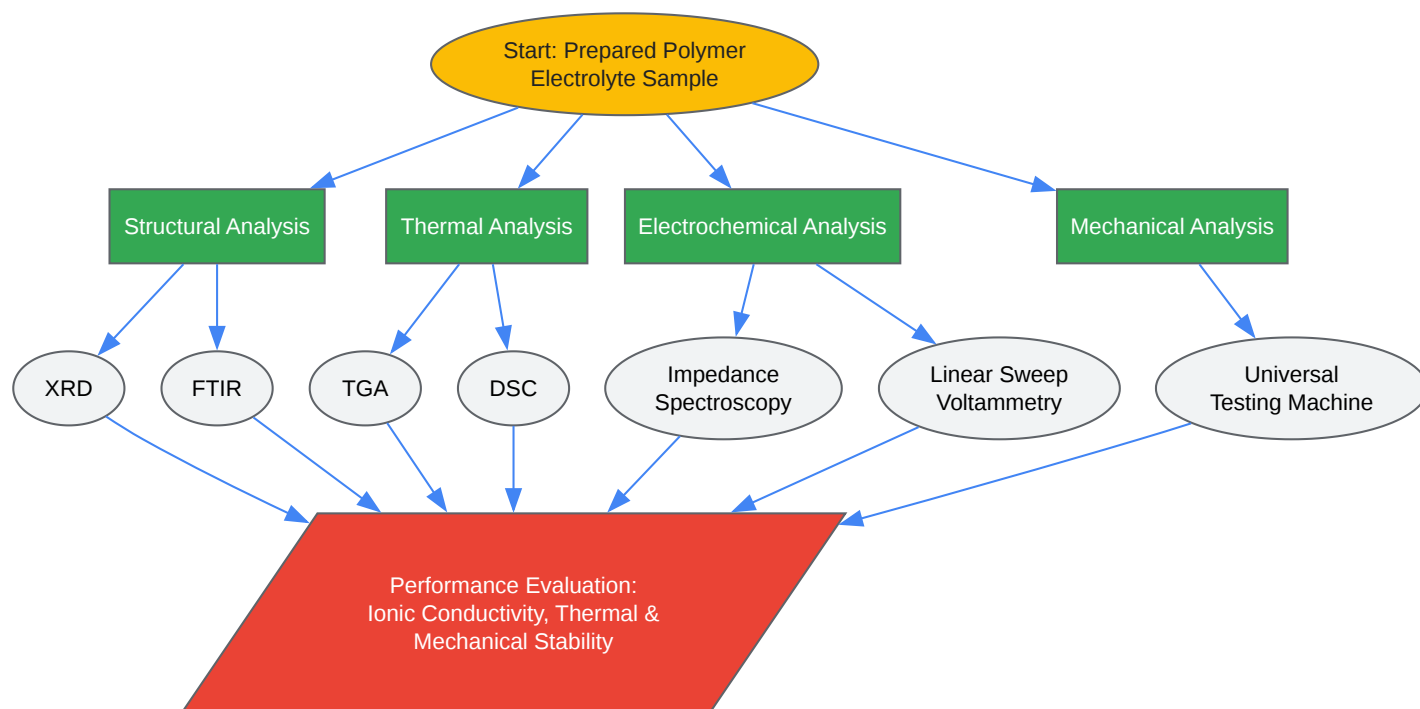 Start: Prepared Polymer
Electrolyte Sample
Structural Analysis
Thermal Analysis
Electrochemical Analysis
Mechanical Analysis
XRD
FTIR
TGA
DSC
Impedance
Spectroscopy
Linear Sweep
Voltammetry
Universal
Testing Machine
Performance Evaluation:
Ionic Conductivity, Thermal &
Mechanical Stability